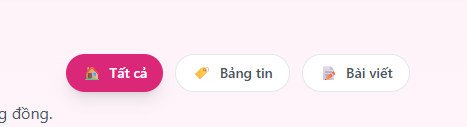 Tất cả Bảng tin Bài viết
g đồng.